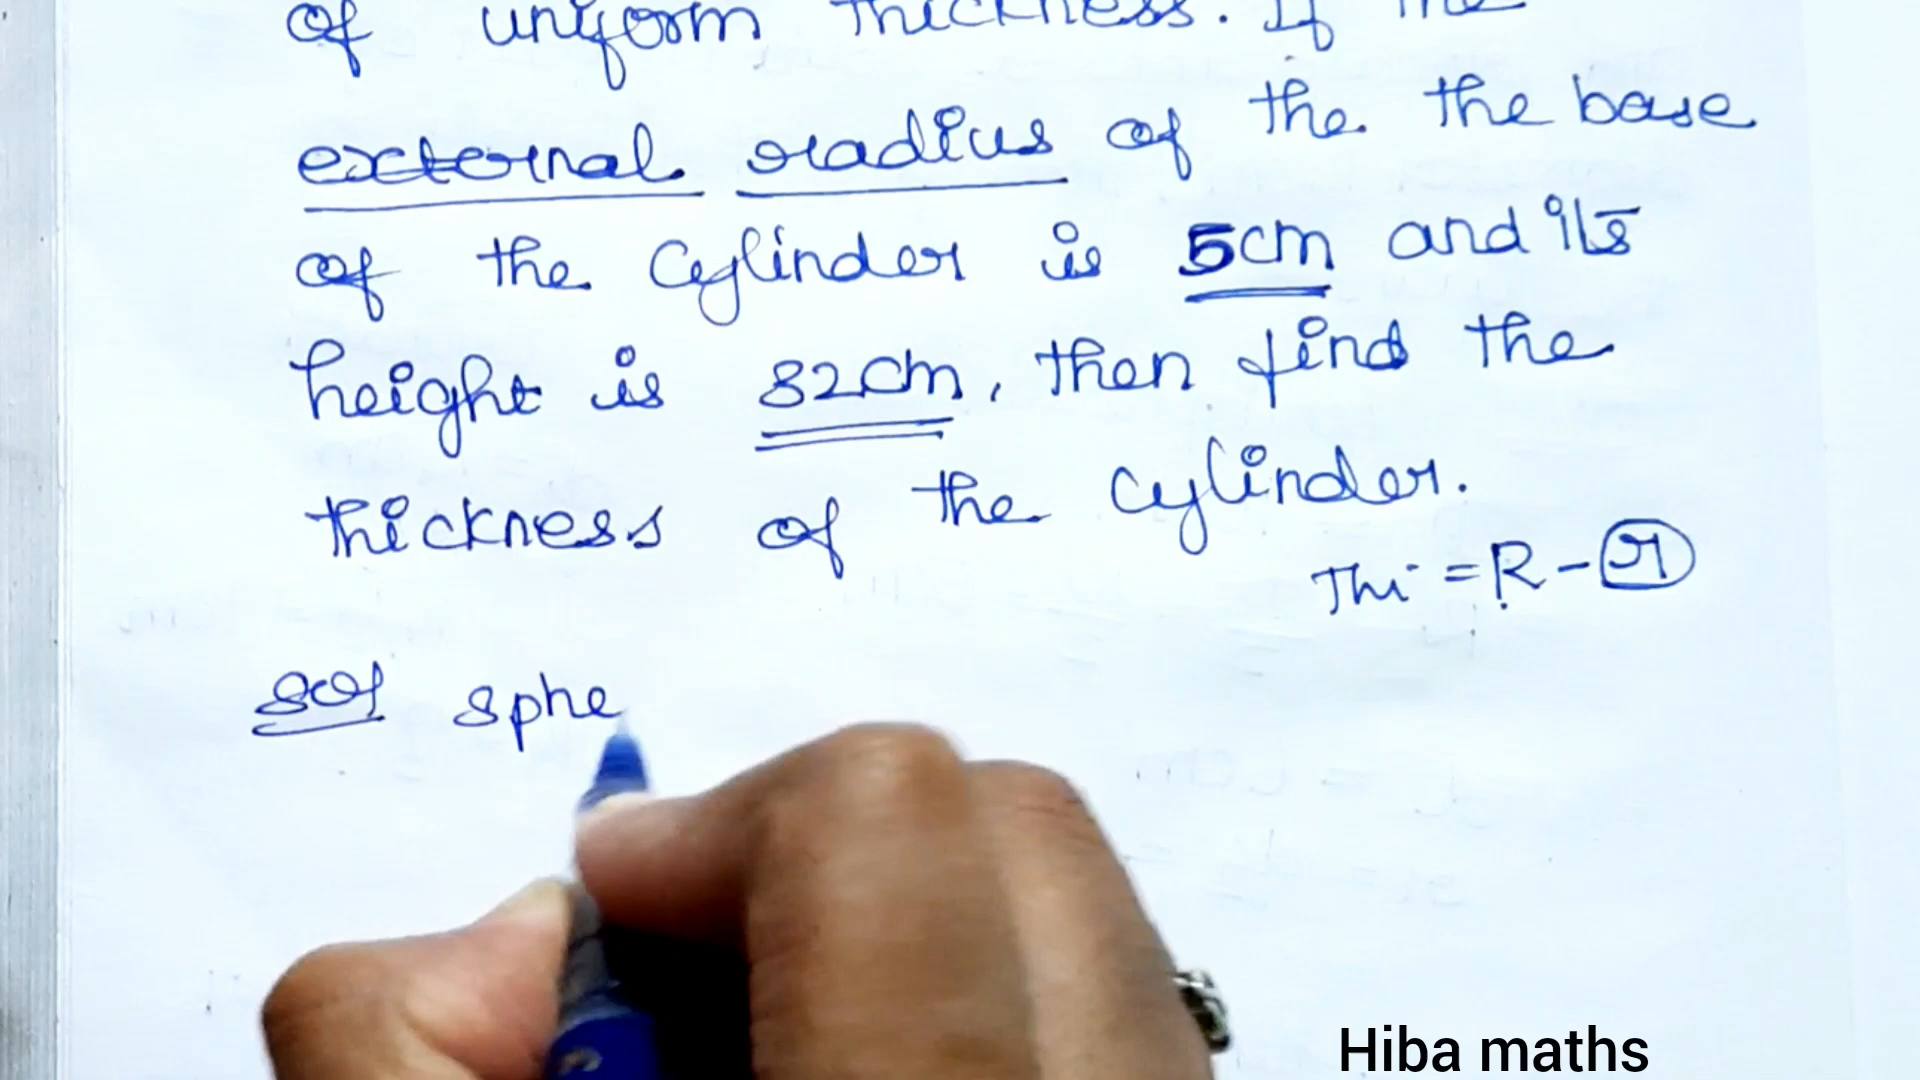 of uniform thickness. If the
external radius of the the base
of the cylinder is 5cm and its
height is 32cm, then find the
thickness of the cylinder.
Thi = R - r
Sol sphe
Hiba maths